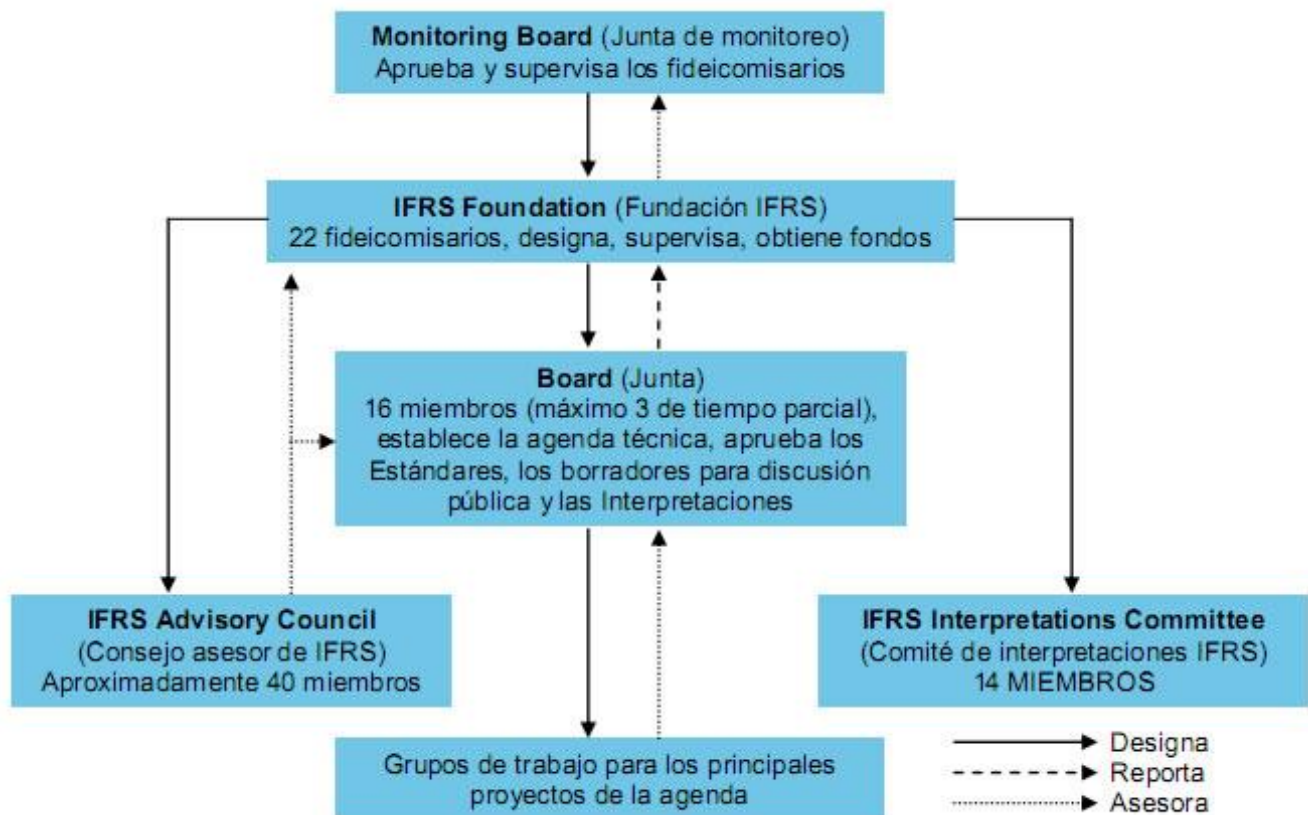 Monitoring Board (Junta de monitoreo)
Aprueba y supervisa los fideicomisarios
IFRS Foundation (Fundación IFRS)
22 fideicomisarios, designa, supervisa, obtiene fondos
Board (Junta)
16 miembros (máximo 3 de tiempo parcial),
establece la agenda técnica, aprueba los
Estándares, los borradores para discusión
pública y las Interpretaciones
IFRS Advisory Council
(Consejo asesor de IFRS)
Aproximadamente 40 miembros
IFRS Interpretations Committee
(Comité de interpretaciones IFRS)
14 MIEMBROS
Grupos de trabajo para los principales
proyectos de la agenda
Designa
Reporta
Asesora